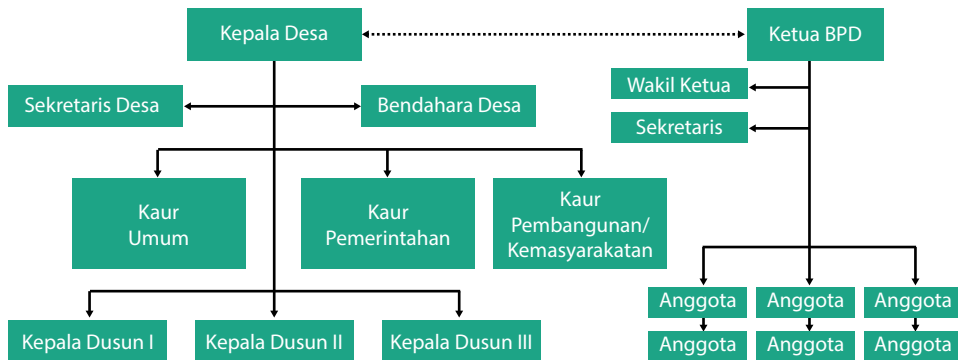 Kepala Desa
Ketua BPD
Sekretaris Desa
Bendahara Desa
Wakil Ketua
Sekretaris
Kaur
Umum
Kaur
Pemerintahan
Kaur
Pembangunan/
Kemasyarakatan
Kepala Dusun I
Kepala Dusun II
Kepala Dusun III
Anggota
Anggota
Anggota
Anggota
Anggota
Anggota